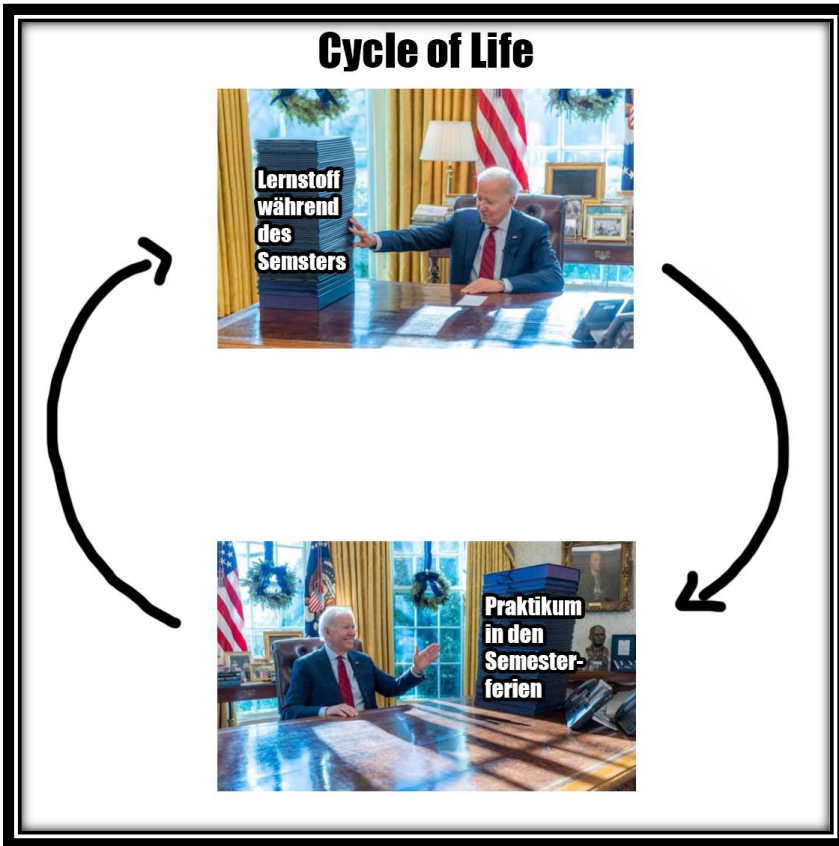 Cycle of Life
Lernstoff
während
des
Semsters
Praktikum
in den
Semester-
ferien